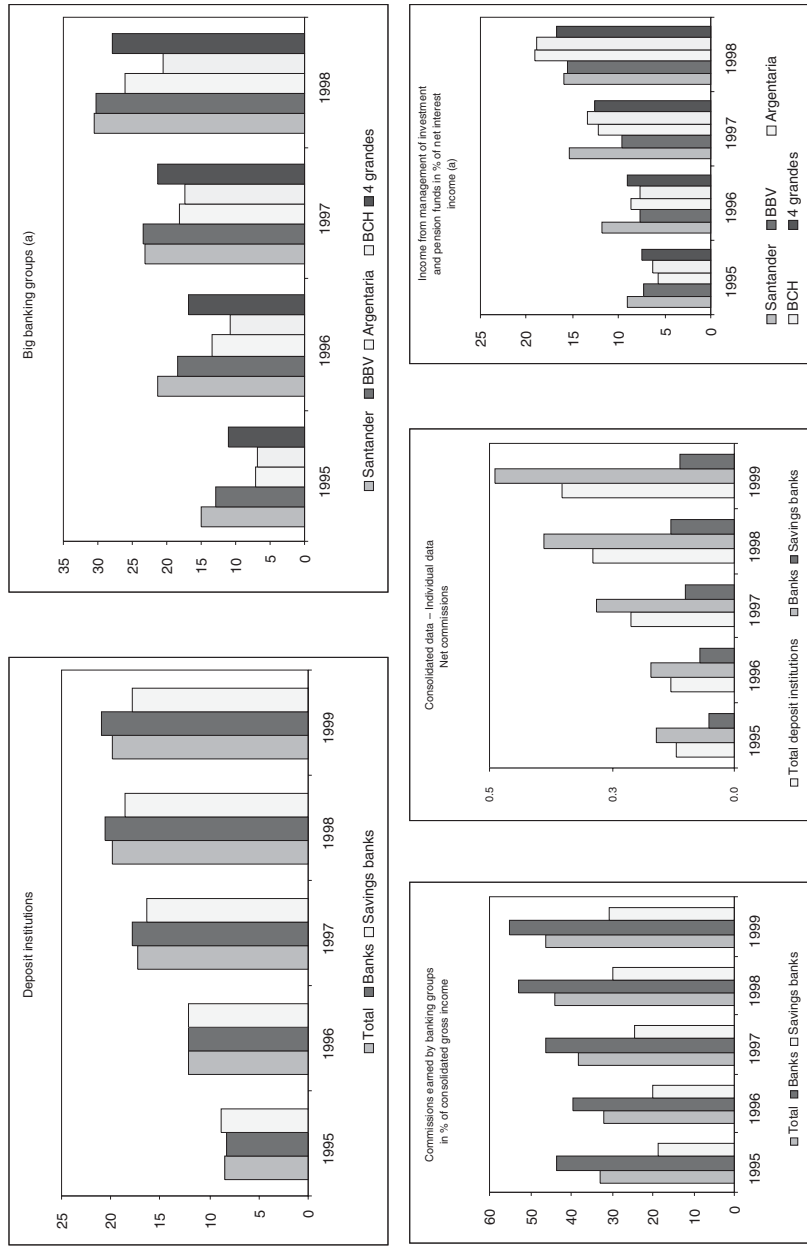 Deposit institutions
25
20
15
10
5
0
1995 1996 1997 1998 1999
Total Banks Savings banks
Big banking groups (a)
35
30
25
20
15
10
5
0
1995 1996 1997 1998
Santander BBV Argentaria BCH 4 grandes
Commissions earned by banking groups
in % of consolidated gross income
60
50
40
30
20
10
0
1995 1996 1997 1998 1999
Total Banks Savings banks
Consolidated data – Individual data
Net commissions
0.5
0.3
0.0
1995 1996 1997 1998 1999
Total deposit institutions Banks Savings banks
Income from management of investment
and pension funds in % of net interest
income (a)
25
20
15
10
5
0
1995 1996 1997 1998
Santander BBV Argentaria
BCH 4 grandes